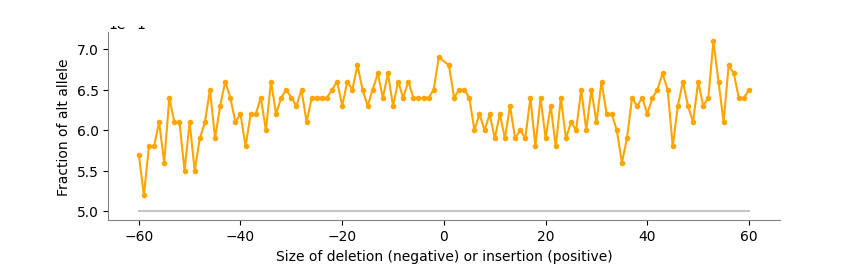 7.0
6.5
6.0
5.5
5.0
Fraction of alt allele
−60 −40 −20 0 20 40 60
Size of deletion (negative) or insertion (positive)